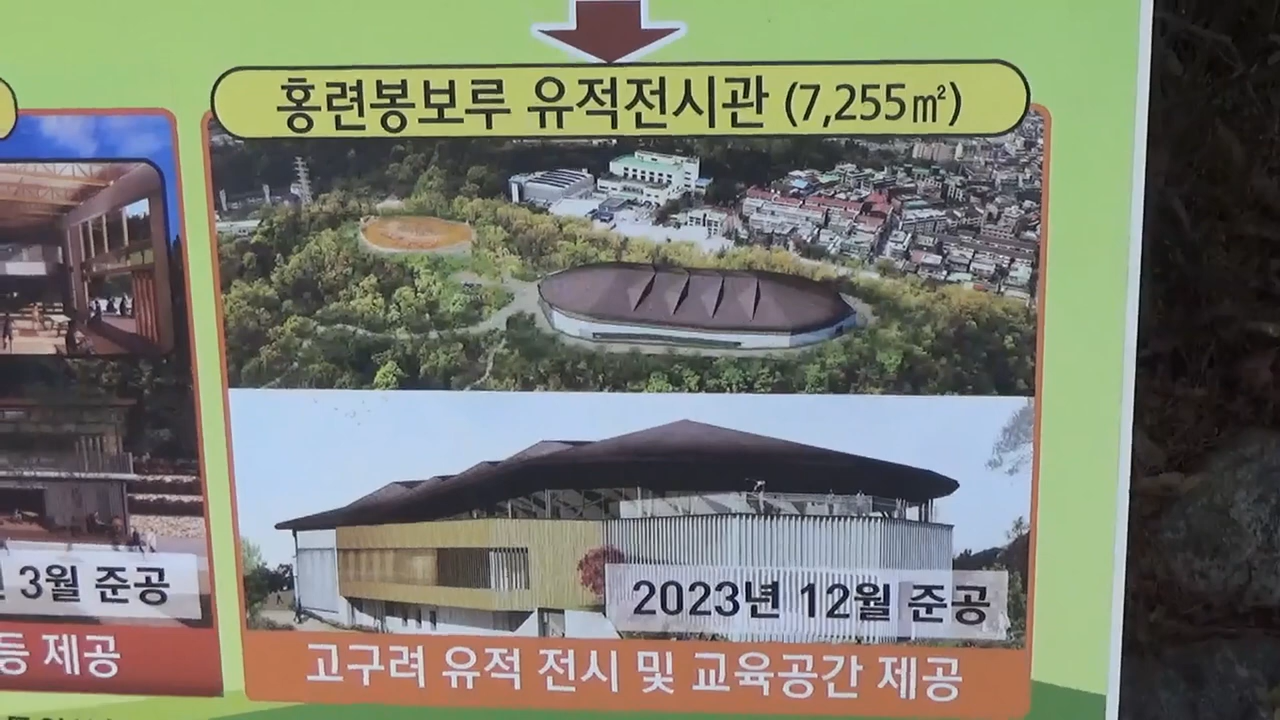 홍련봉보루 유적전시관 (7,255㎡)
3월 준공
2023년 12월 준공
등 제공
고구려 유적 전시 및 교육공간 제공